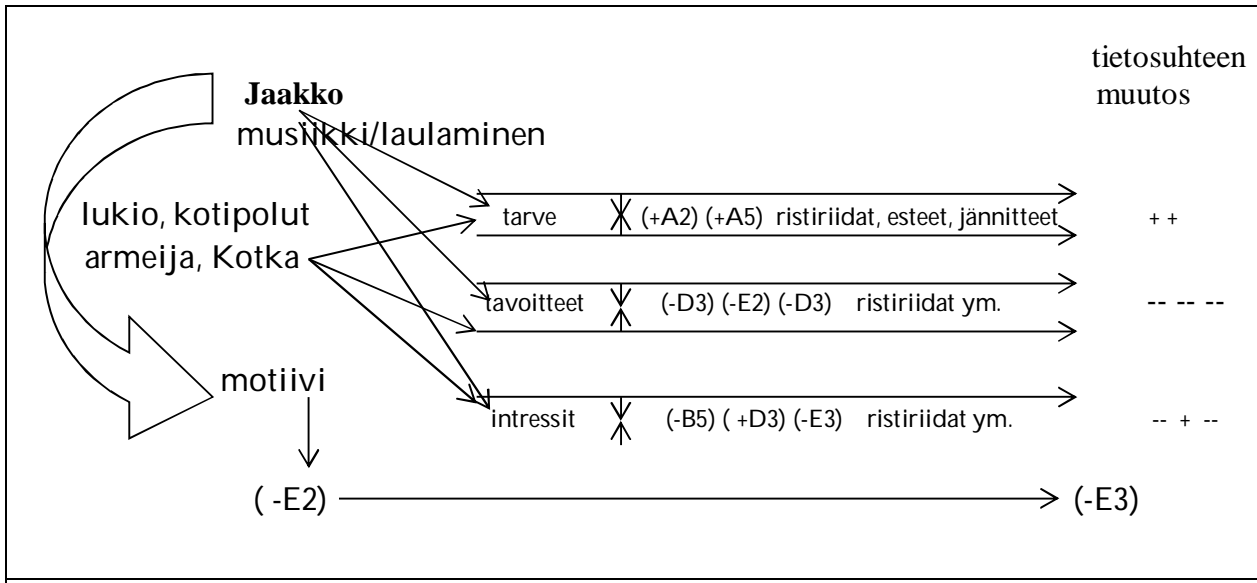 tietosuhteen
muutos
Jaakko
musiikki/laulaminen
lukio, kotipolut
armeija, Kotka
tarve (+A2) (+A5) ristiriidat, esteet, jännitteet + +
tavoitteet (-D3) (-E2) (-D3) ristiriidat ym. -- -- --
motiivi
intressit (-B5) ( +D3) (-E3) ristiriidat ym. -- + --
( -E2) (-E3)